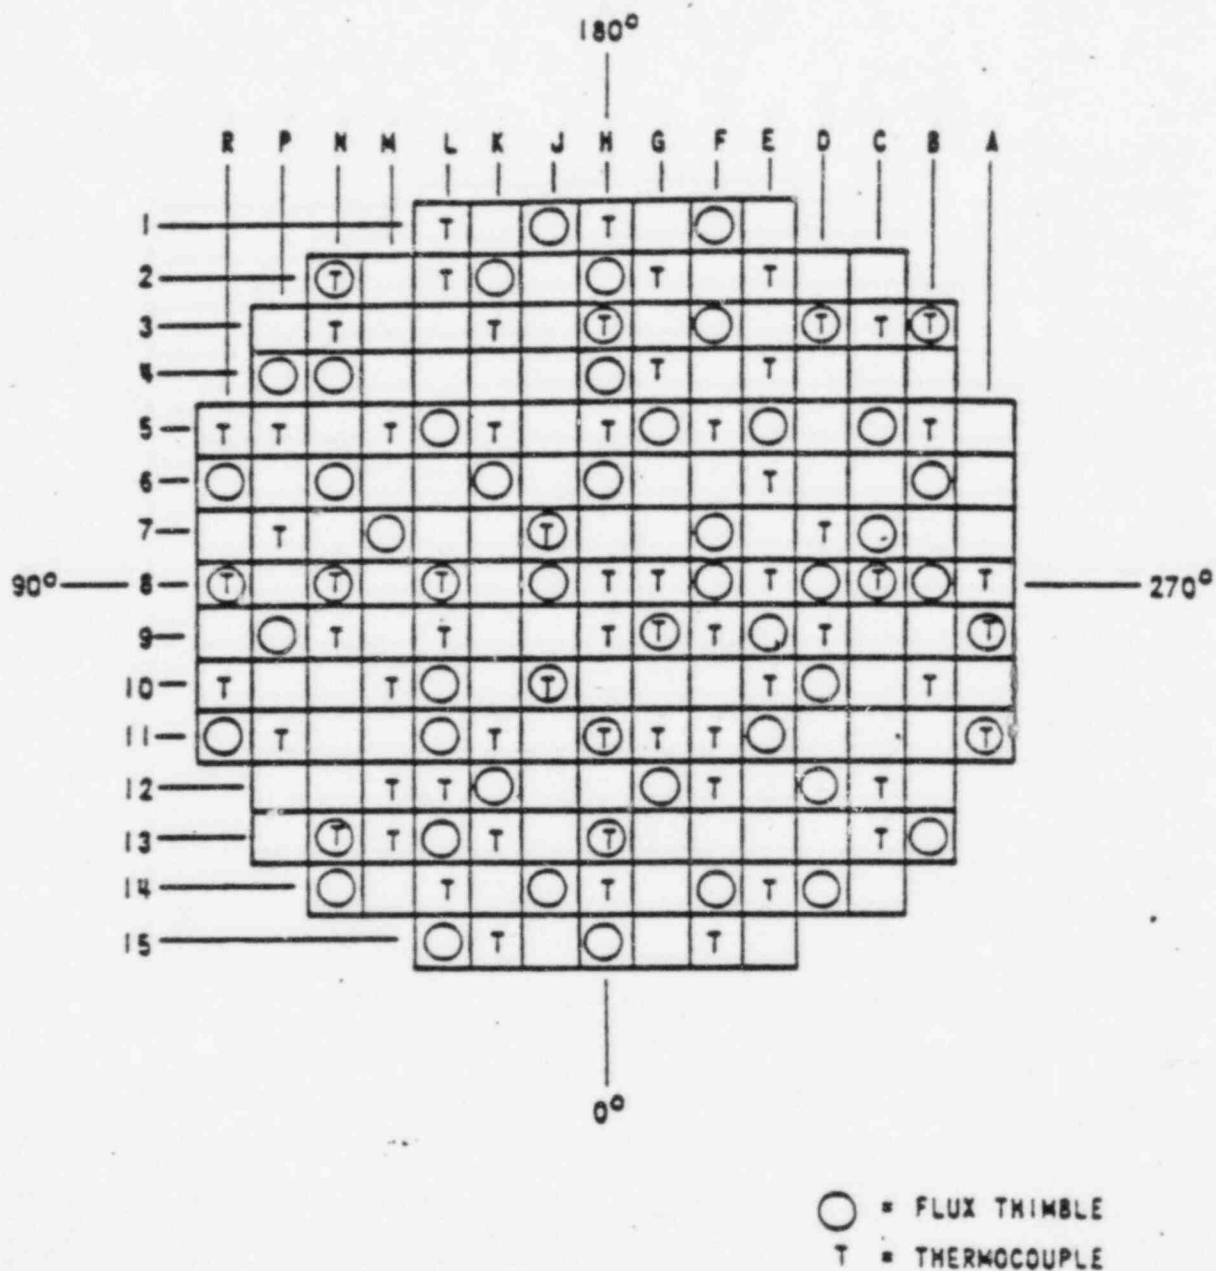 180°
R P N M L K J H G F E D C B A
1 T T
2 T T T T
3 T T T T T T
4 T T
5 T T T T T T T
6 T
7 T T T
8 T T T T T T T T
9 T T T T T T T
10 T T T T T
11 T T T T T T
12 T T T T
13 T T T T T
14 T T T
15 T T
90° 270°
0°
= FLUX THIMBLE
T = THERMOCOUPLE